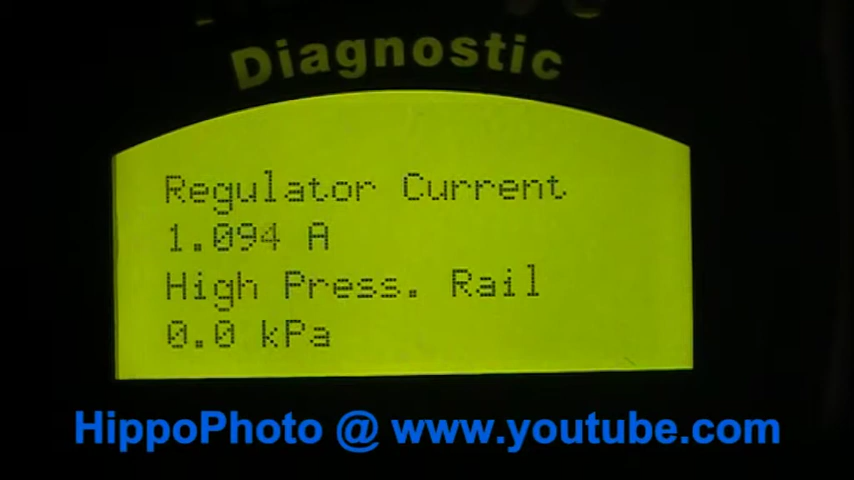 Diagnostic
Regulator Current
1.094 A
High Press. Rail
0.0 kPa
HippoPhoto @ www.youtube.com